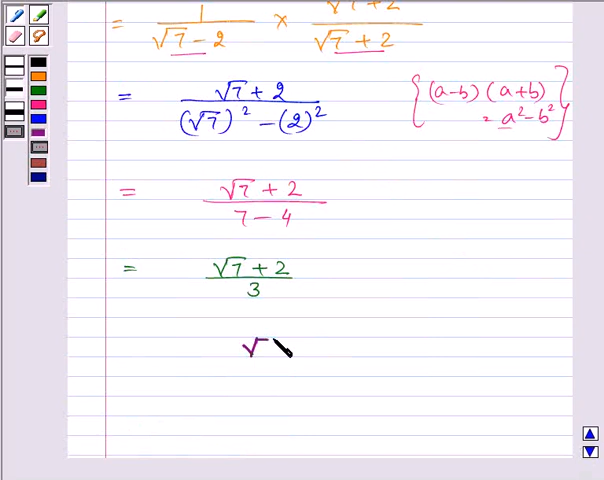 = 1/(√7 - 2) × (√7 + 2)/(√7 + 2)
= (√7 + 2)/((√7)² - (2)²) {(a-b) (a+b)
= a² - b²}
= (√7 + 2)/(7 - 4)
= (√7 + 2)/3
√